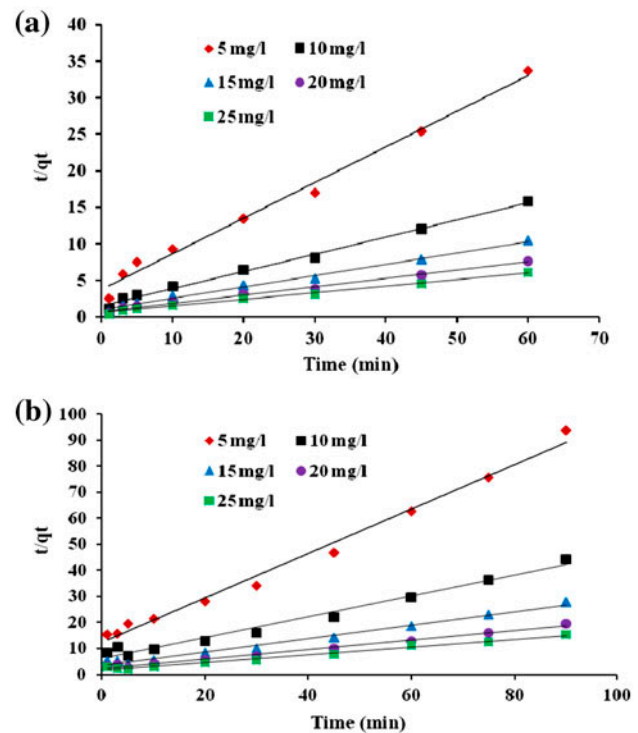 (a)
40
35
30
25
20
15
10
5
0
t/qt
5 mg/l 10 mg/l
15 mg/l 20 mg/l
25 mg/l
0 10 20 30 40 50 60 70
Time (min)
(b)
100
90
80
70
60
50
40
30
20
10
0
t/qt
5 mg/l 10 mg/l
15 mg/l 20 mg/l
25 mg/l
0 20 40 60 80 100
Time (min)